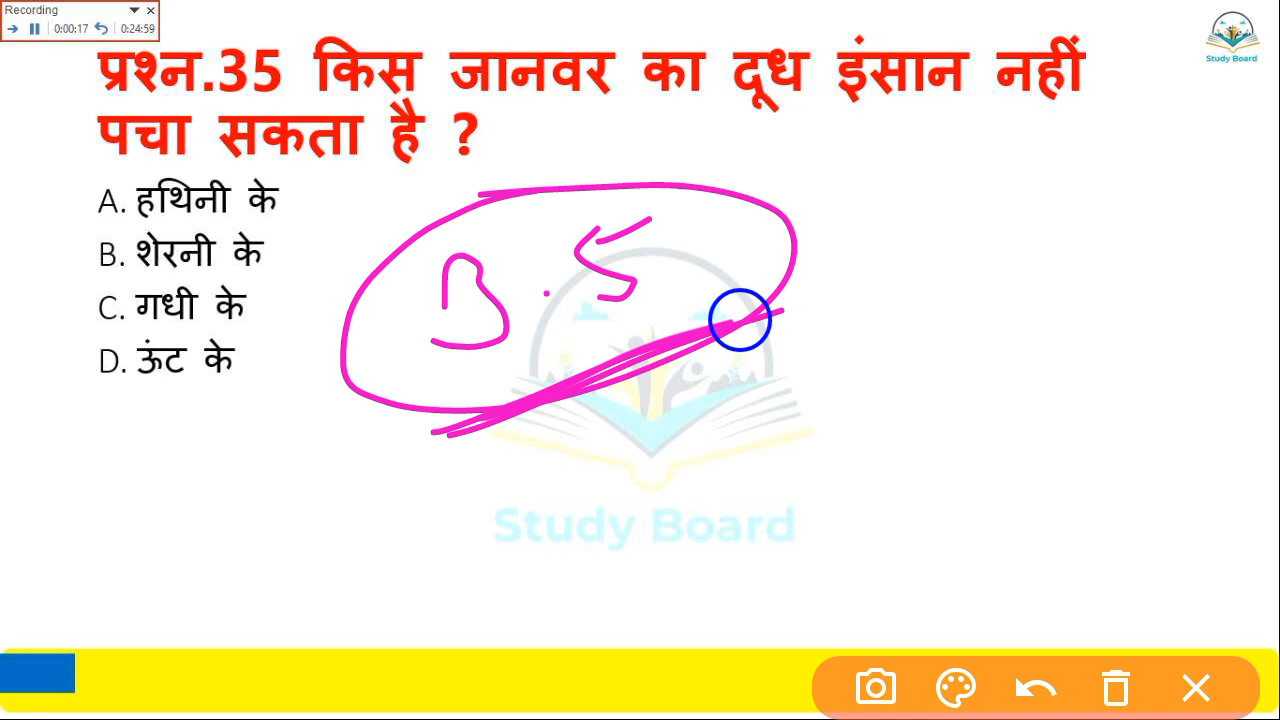 Recording
0:00:17 0:24:59
Study Board
प्रश्न.35 किस जानवर का दूध इंसान नहीं
पचा सकता है ?
A. हथिनी के
B. शेरनी के
C. गधी के
D. ऊंट के
B . 5
Study Board